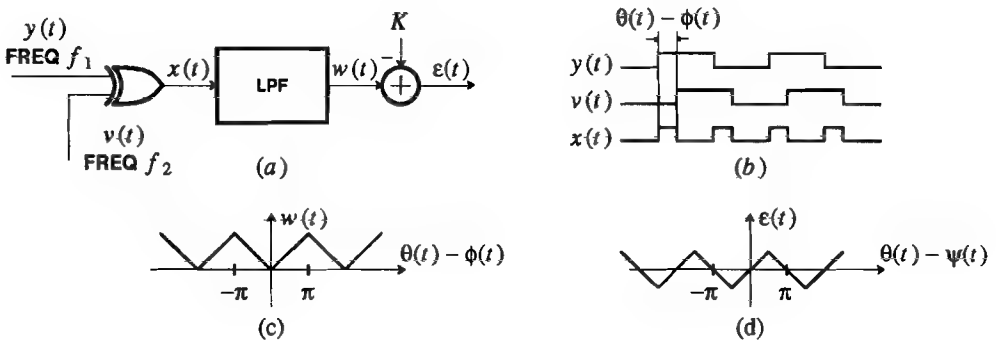 y(t)
FREQ f₁
x(t)
LPF
w(t)
−
K
+
ε(t)
v(t)
FREQ f₂
(a)
θ(t) − ϕ(t)
y(t)
v(t)
x(t)
(b)
w(t)
θ(t) − ϕ(t)
−π
π
(c)
ε(t)
θ(t) − ψ(t)
−π
π
(d)